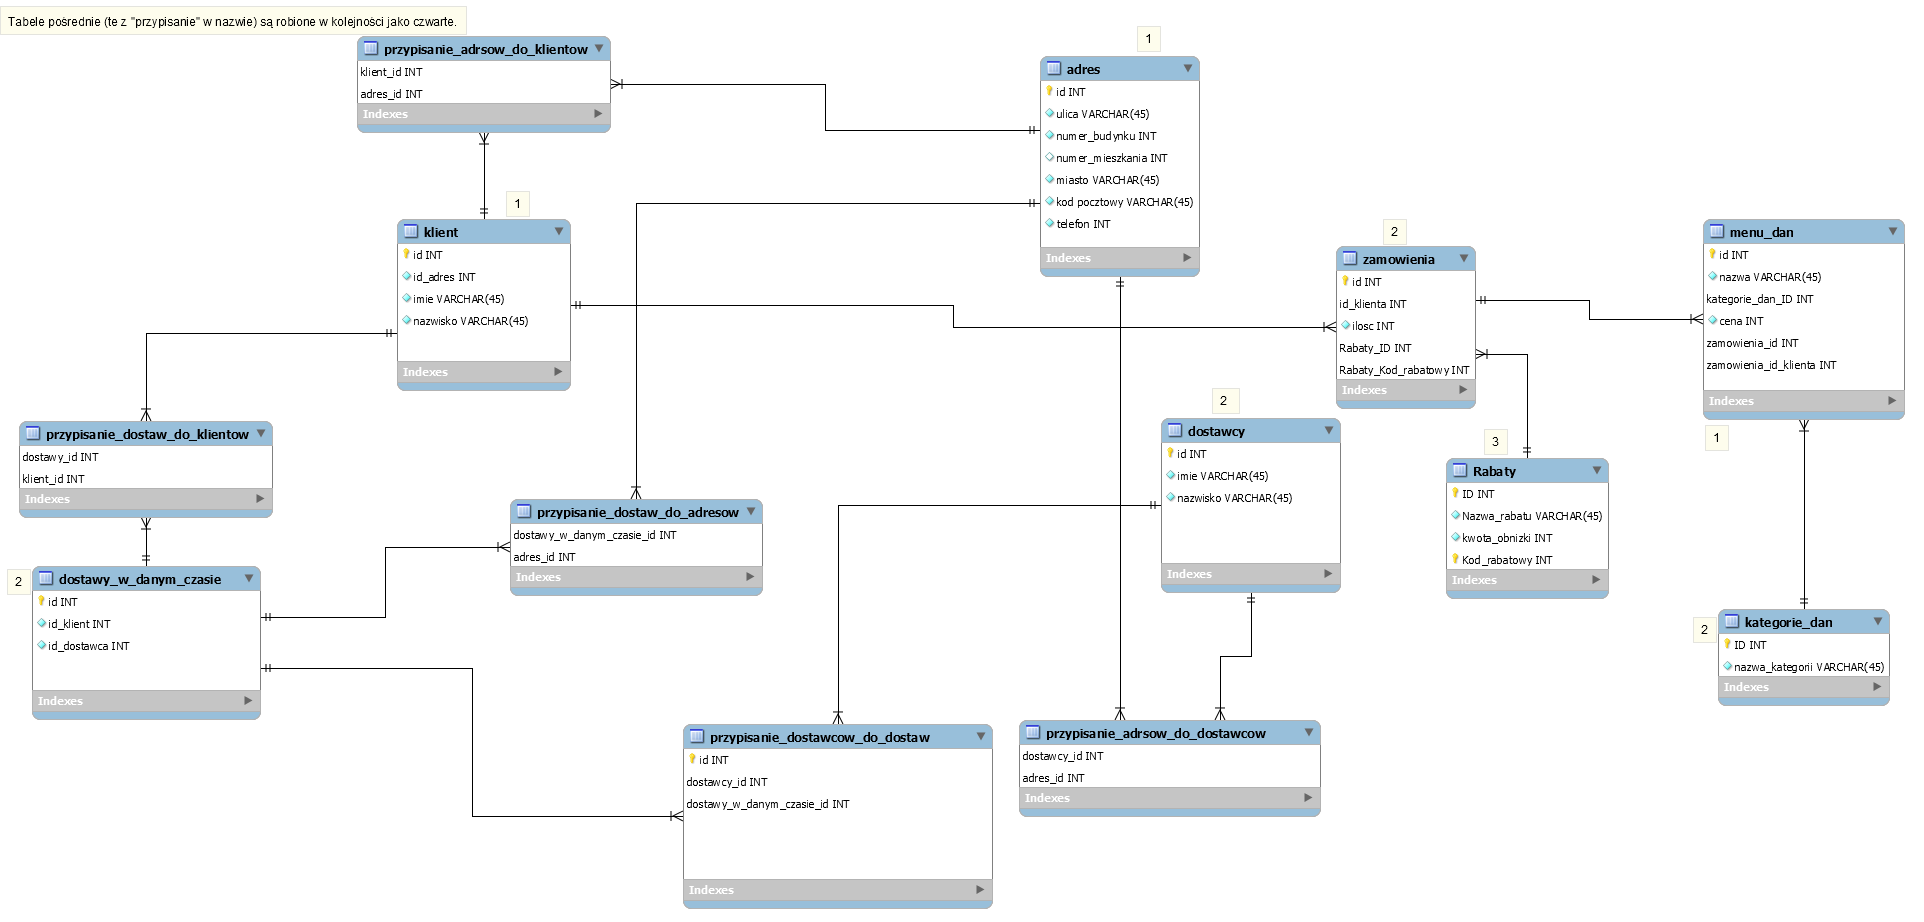 Tabele pośrednie (te z "przypisanie" w nazwie) są robione w kolejności jako czwarte.
przypisanie_adrsow_do_klientow
klient_id INT
adres_id INT
Indexes
1
adres
id INT
ulica VARCHAR(45)
numer_budynku INT
numer_mieszkania INT
miasto VARCHAR(45)
kod pocztowy VARCHAR(45)
telefon INT
Indexes
1
klient
id INT
id_adres INT
imie VARCHAR(45)
nazwisko VARCHAR(45)
Indexes
2
zamowienia
id INT
id_klienta INT
ilosc INT
Rabaty_ID INT
Rabaty_Kod_rabatowy INT
Indexes
menu_dan
id INT
nazwa VARCHAR(45)
kategorie_dan_ID INT
cena INT
zamowienia_id INT
zamowienia_id_klienta INT
Indexes
1
przypisanie_dostaw_do_klientow
dostawy_id INT
klient_id INT
Indexes
2
dostawcy
id INT
imie VARCHAR(45)
nazwisko VARCHAR(45)
Indexes
3
Rabaty
ID INT
Nazwa_rabatu VARCHAR(45)
kwota_obnizki INT
Kod_rabatowy INT
Indexes
przypisanie_dostaw_do_adresow
dostawy_w_danym_czasie_id INT
adres_id INT
Indexes
2
dostawy_w_danym_czasie
id INT
id_klient INT
id_dostawca INT
Indexes
2
kategorie_dan
ID INT
nazwa_kategorii VARCHAR(45)
Indexes
przypisanie_dostawcow_do_dostaw
id INT
dostawcy_id INT
dostawy_w_danym_czasie_id INT
Indexes
przypisanie_adrsow_do_dostawcow
dostawcy_id INT
adres_id INT
Indexes